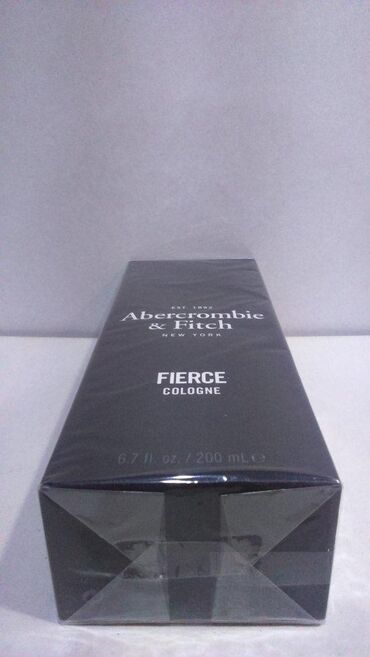 EST. 1892
Abercrombie
& Fitch
NEW YORK
FIERCE
COLOGNE
6.7 fl. oz. / 200 mL ℮